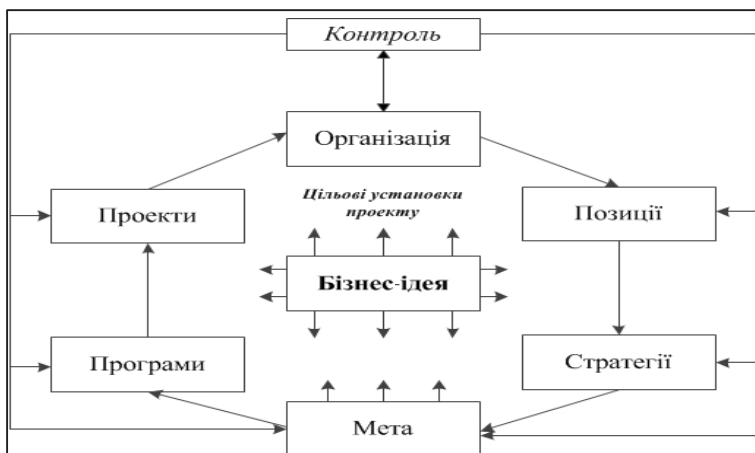 Контроль
Організація
Цільові установки
проекту
Проекти
Позиції
Бізнес-ідея
Програми
Стратегії
Мета